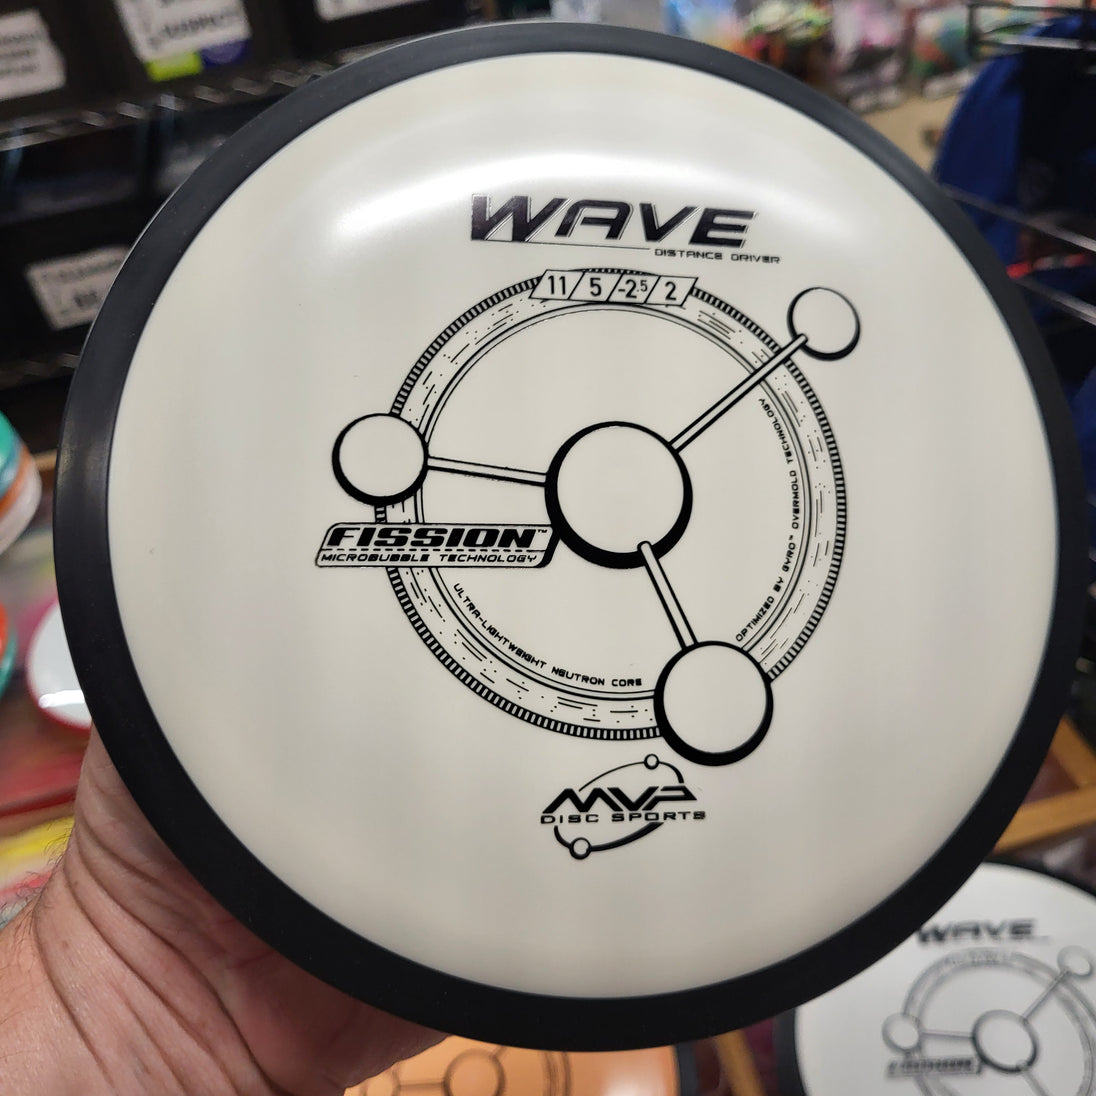 WAVE
DISTANCE DRIVER
11 5 -2.5 2
OPTIMIZED BY GYRO™ OVERMOLD TECHNOLOGY
FISSION™
MICROBUBBLE TECHNOLOGY
ULTRA-LIGHTWEIGHT NEUTRON CORE
MVP
DISC SPORTS
WAVE
FISSION